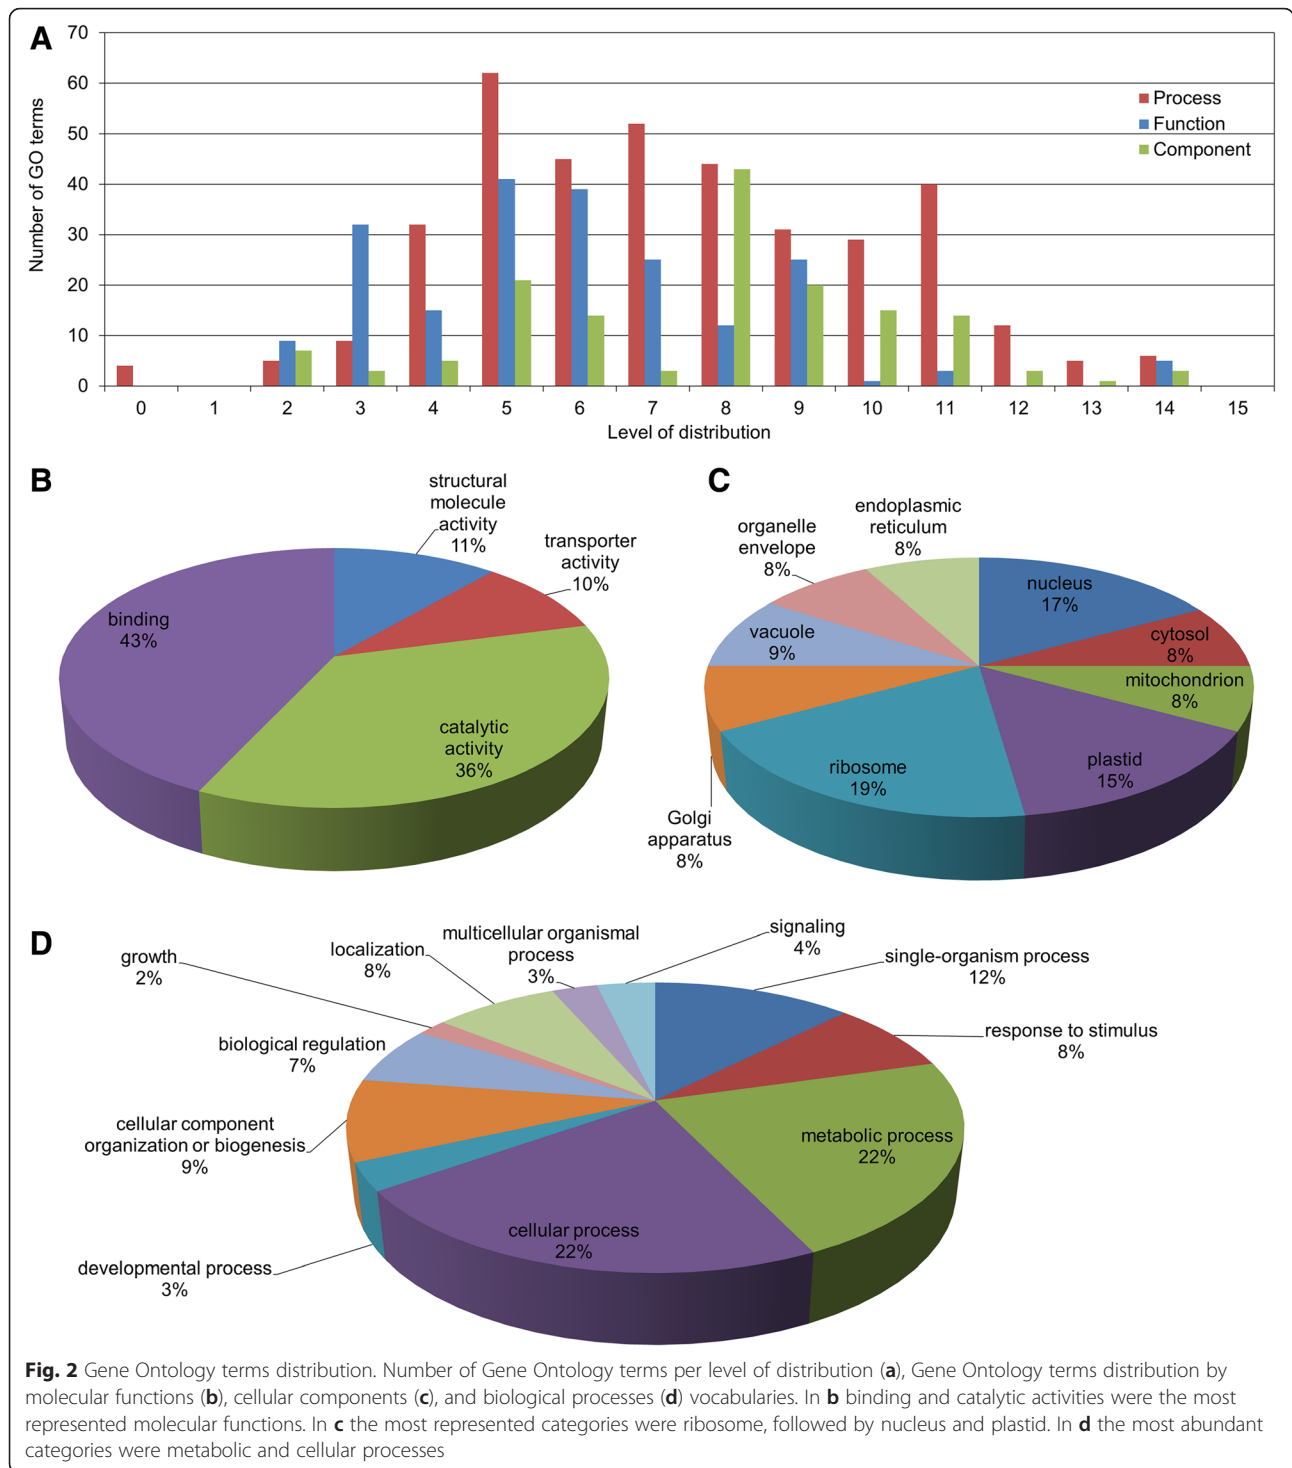 A
70
60
50
40
30
20
10
0
Number of GO terms
Process
Function
Component
0 1 2 3 4 5 6 7 8 9 10 11 12 13 14 15
Level of distribution
B
structural
molecule
activity
11%
transporter
activity
10%
binding
43%
catalytic
activity
36%
C
endoplasmic
reticulum
8%
organelle
envelope
8%
nucleus
17%
vacuole
9%
cytosol
8%
mitochondrion
8%
plastid
15%
ribosome
19%
Golgi
apparatus
8%
D
signaling
4%
multicellular organismal
process
3%
localization
8%
growth
2%
single-organism process
12%
response to stimulus
8%
biological regulation
7%
cellular component
organization or biogenesis
9%
metabolic process
22%
cellular process
22%
developmental process
3%
Fig. 2 Gene Ontology terms distribution. Number of Gene Ontology terms per level of distribution (a), Gene Ontology terms distribution by
molecular functions (b), cellular components (c), and biological processes (d) vocabularies. In b binding and catalytic activities were the most
represented molecular functions. In c the most represented categories were ribosome, followed by nucleus and plastid. In d the most abundant
categories were metabolic and cellular processes